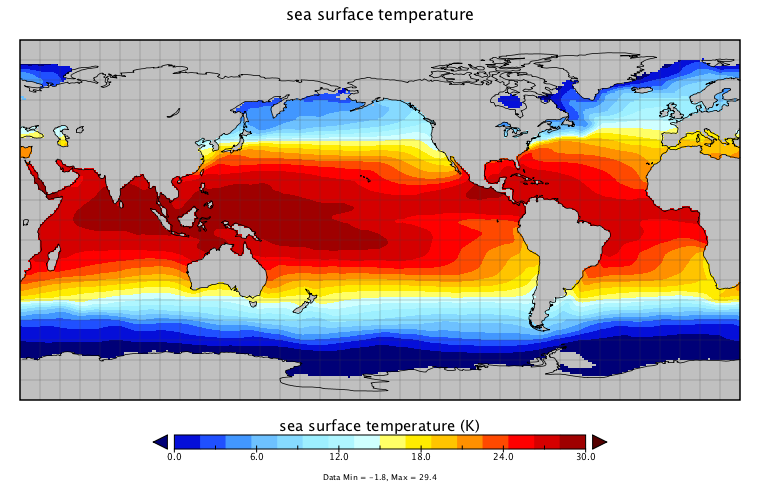 sea surface temperature
sea surface temperature (K)
0.0 6.0 12.0 18.0 24.0 30.0
Data Min = -1.8, Max = 29.4